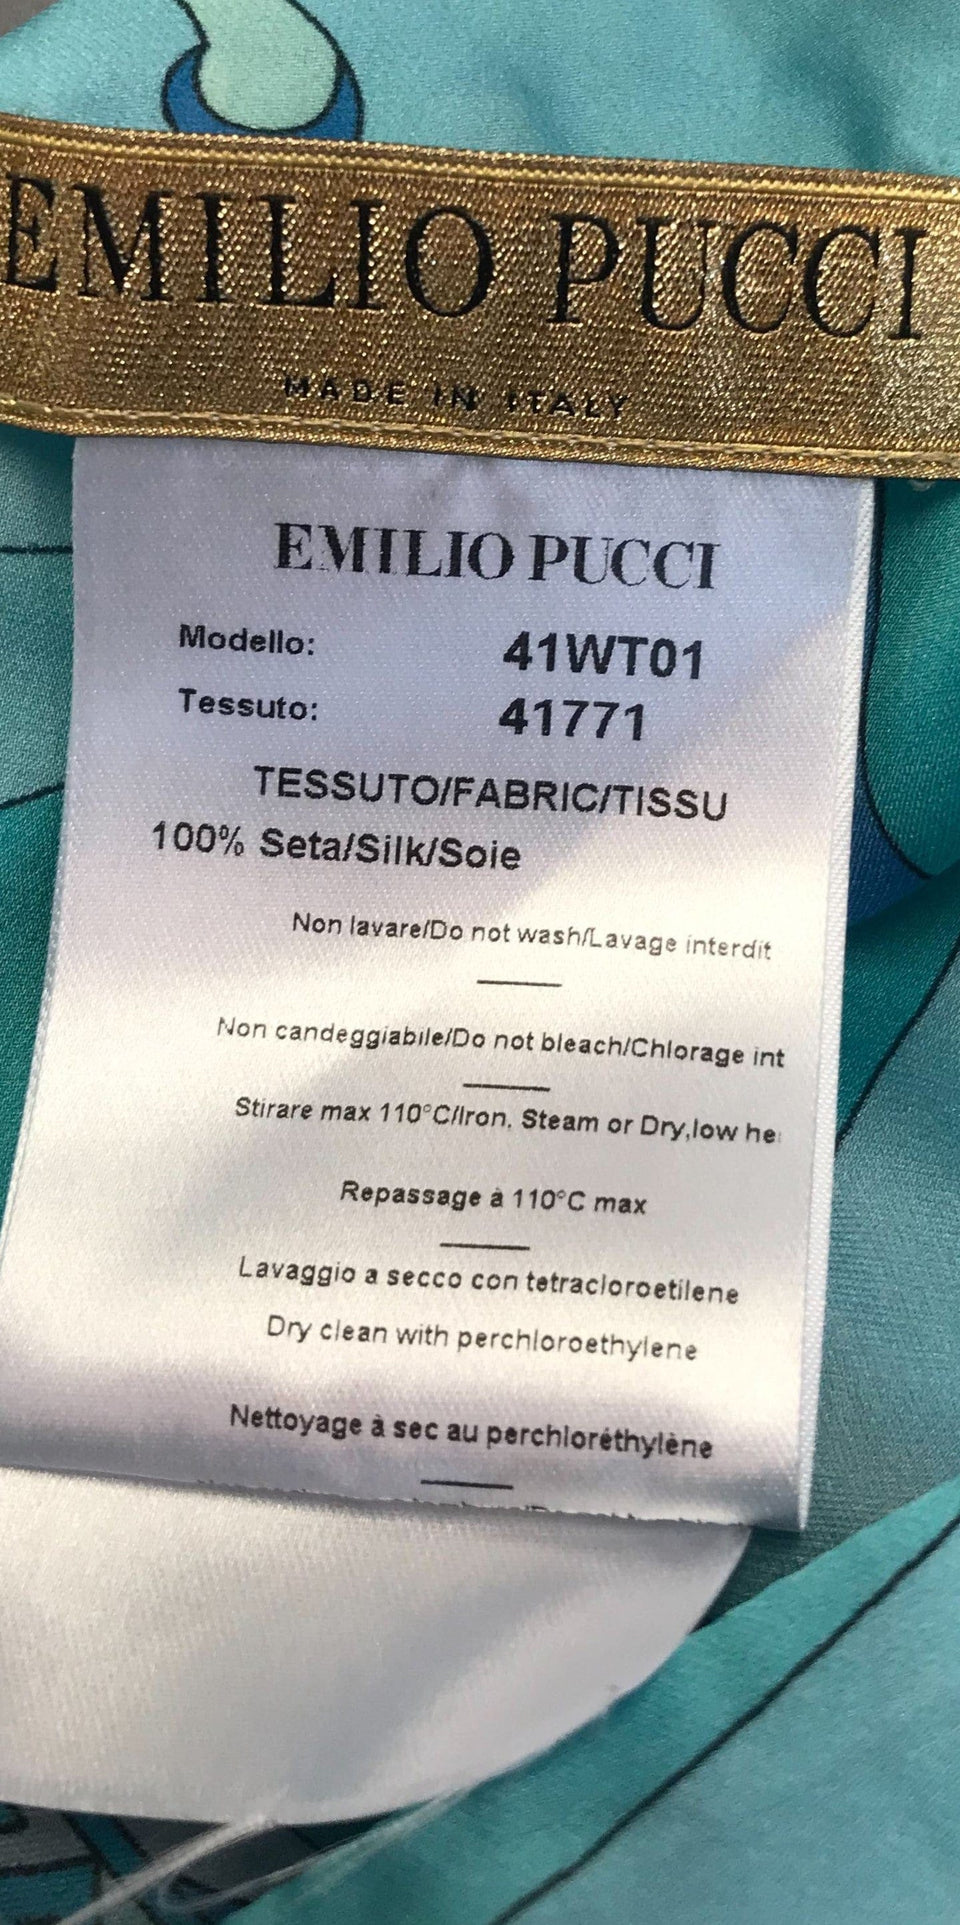 EMILIO PUCCI
MADE IN ITALY
EMILIO PUCCI
Modello: 41WT01
Tessuto: 41771
TESSUTO/FABRIC/TISSU
100% Seta/Silk/Soie
Non lavare/Do not wash/Lavage interdit
Non candeggiabile/Do not bleach/Chlorage int
Stirare max 110°C/Iron. Steam or Dry,low he
Repassage à 110°C max
Lavaggio a secco con tetracloroetilene
Dry clean with perchloroethylene
Nettoyage à sec au perchloréthylène